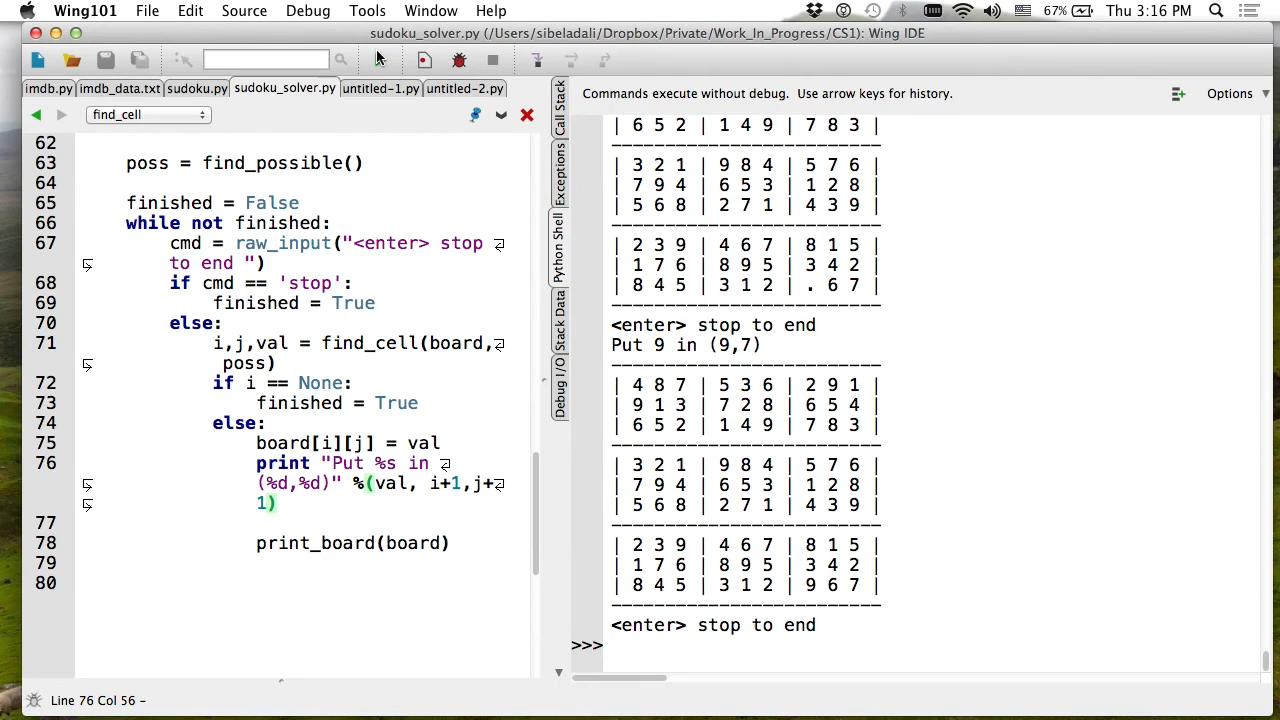 Wing101 File Edit Source Debug Tools Window Help 67% Thu 3:16 PM
sudoku_solver.py (/Users/sibeladali/Dropbox/Private/Work_In_Progress/CS1): Wing IDE
imdb.py imdb_data.txt sudoku.py sudoku_solver.py untitled-1.py untitled-2.py
find_cell
62
63 poss = find_possible()
64
65 finished = False
66 while not finished:
67 cmd = raw_input("<enter> stop
to end ")
68 if cmd == 'stop':
69 finished = True
70 else:
71 i,j,val = find_cell(board,
poss)
72 if i == None:
73 finished = True
74 else:
75 board[i][j] = val
76 print "Put %s in
(%d,%d)" %(val, i+1,j+
1)
77
78 print_board(board)
79
80
Line 76 Col 56 –
Call Stack
Exceptions
Python Shell
Stack Data
Debug I/O
Commands execute without debug. Use arrow keys for history. Options
| 6 5 2 | 1 4 9 | 7 8 3 |
-------------------------
| 3 2 1 | 9 8 4 | 5 7 6 |
| 7 9 4 | 6 5 3 | 1 2 8 |
| 5 6 8 | 2 7 1 | 4 3 9 |
-------------------------
| 2 3 9 | 4 6 7 | 8 1 5 |
| 1 7 6 | 8 9 5 | 3 4 2 |
| 8 4 5 | 3 1 2 | . 6 7 |
-------------------------
<enter> stop to end
Put 9 in (9,7)
-------------------------
| 4 8 7 | 5 3 6 | 2 9 1 |
| 9 1 3 | 7 2 8 | 6 5 4 |
| 6 5 2 | 1 4 9 | 7 8 3 |
-------------------------
| 3 2 1 | 9 8 4 | 5 7 6 |
| 7 9 4 | 6 5 3 | 1 2 8 |
| 5 6 8 | 2 7 1 | 4 3 9 |
-------------------------
| 2 3 9 | 4 6 7 | 8 1 5 |
| 1 7 6 | 8 9 5 | 3 4 2 |
| 8 4 5 | 3 1 2 | 9 6 7 |
-------------------------
<enter> stop to end
>>>